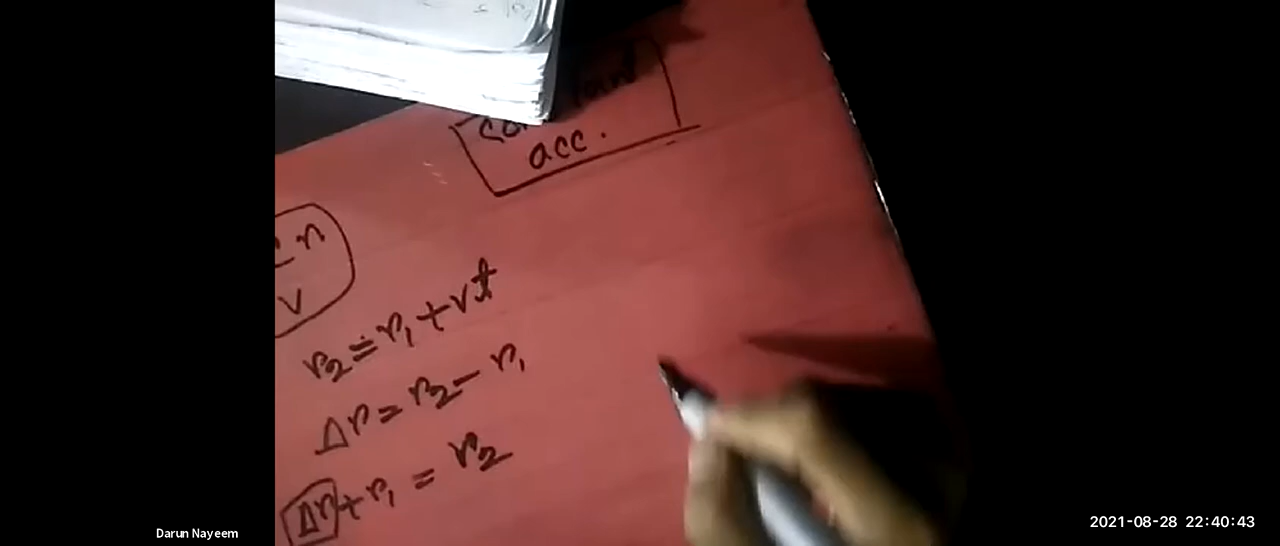 acc.
n
v
r₂ = r₁ + vt
Δr = r₂ - r₁
Δr + r₁ = r₂
Darun Nayeem
2021-08-28 22:40:43